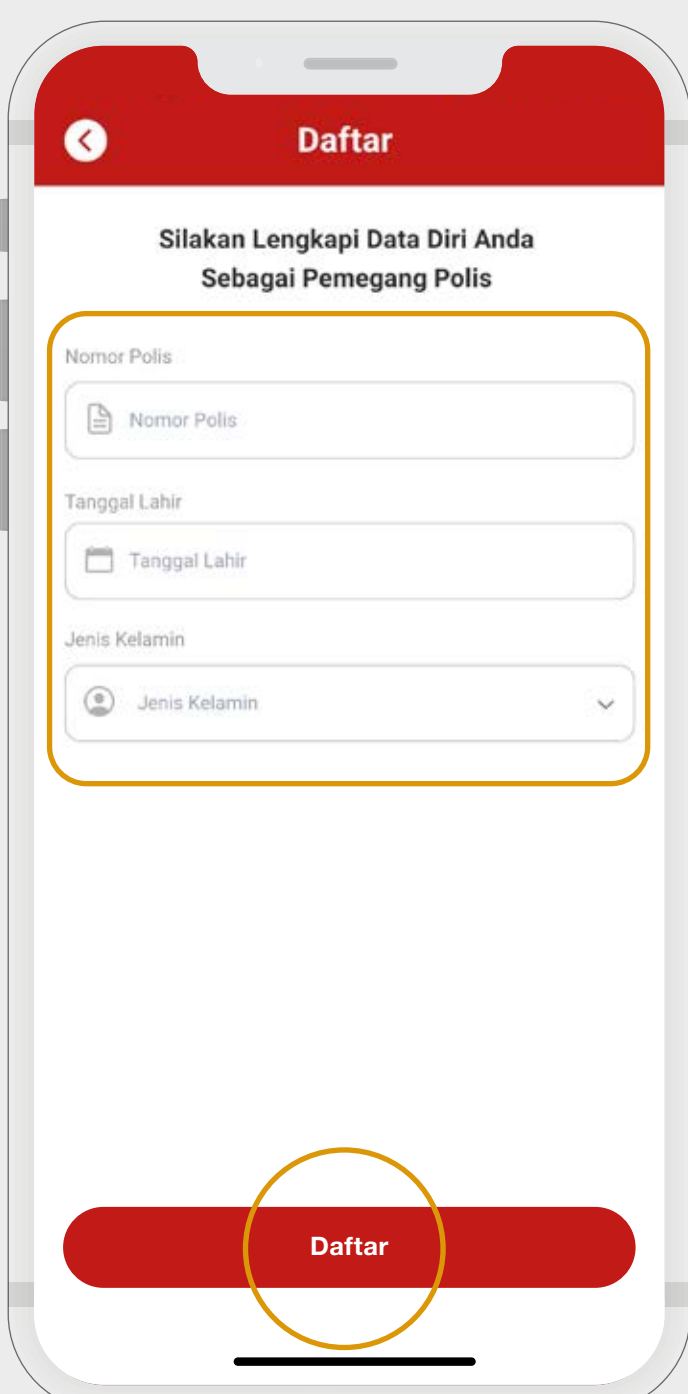 Daftar
Silakan Lengkapi Data Diri Anda
Sebagai Pemegang Polis
Nomor Polis
Nomor Polis
Tanggal Lahir
Tanggal Lahir
Jenis Kelamin
Jenis Kelamin
Daftar